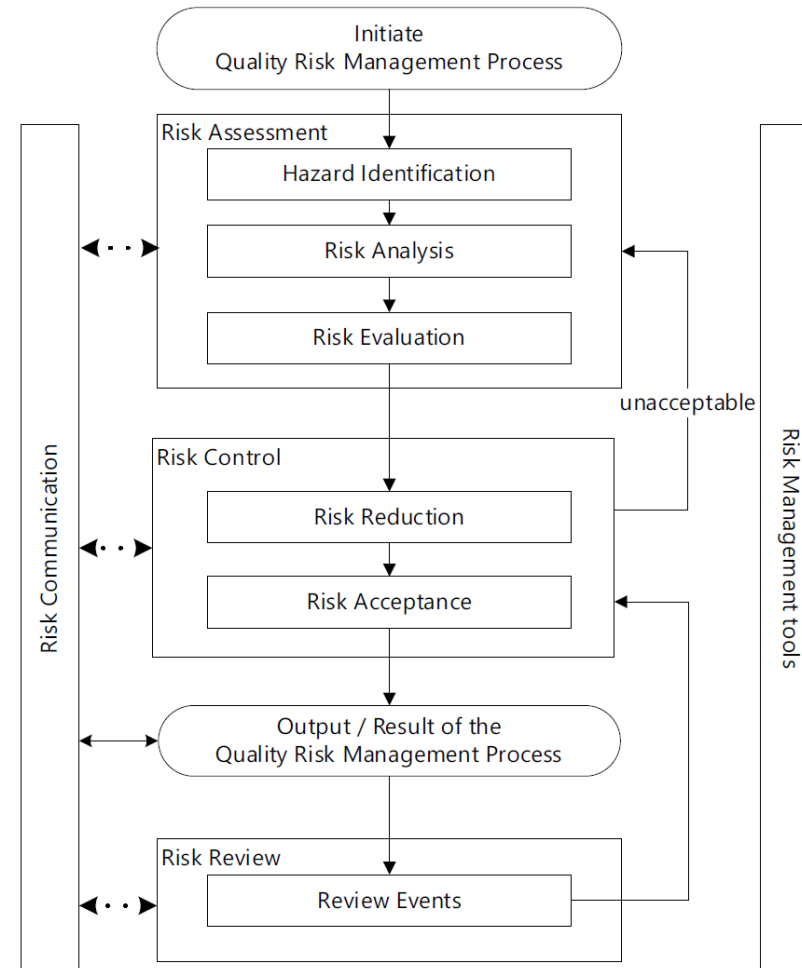 Initiate
Quality Risk Management Process
Risk Assessment
Hazard Identification
Risk Analysis
Risk Evaluation
unacceptable
Risk Control
Risk Reduction
Risk Acceptance
Output / Result of the
Quality Risk Management Process
Risk Review
Review Events
Risk Communication
Risk Management tools